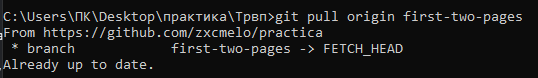 C:\Users\ПК\Desktop\практика\Трвп>git pull origin first-two-pages
From https://github.com/zxcmelo/practica
 * branch            first-two-pages -> FETCH_HEAD
Already up to date.